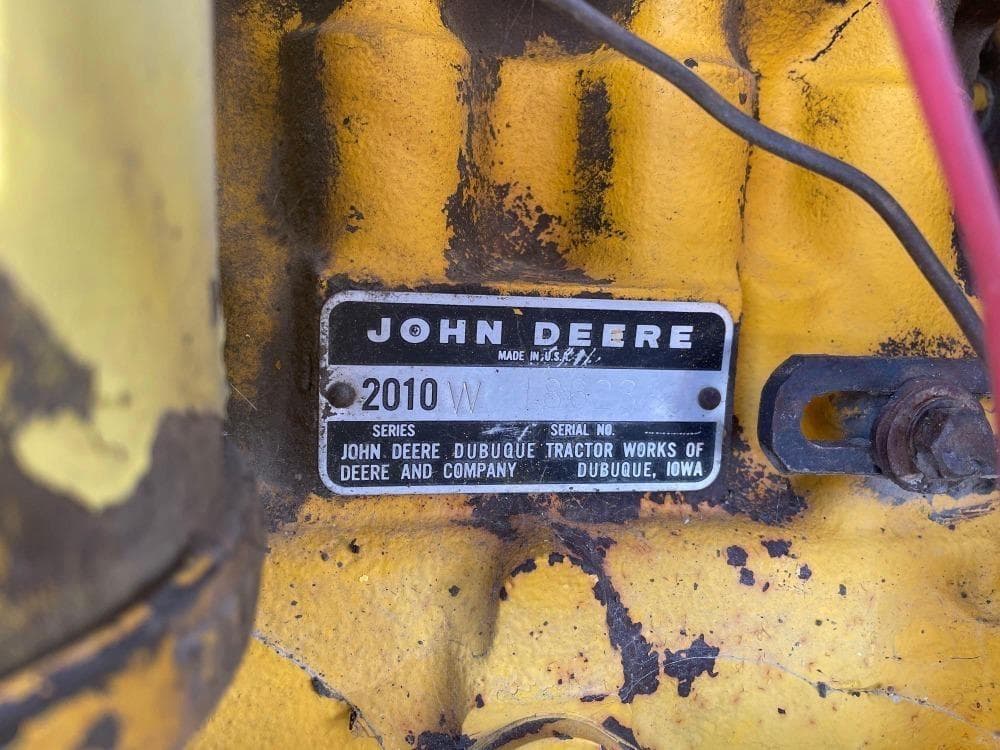 JOHN DEERE
MADE IN U.S.A.
2010 W
SERIES SERIAL NO.
JOHN DEERE DUBUQUE TRACTOR WORKS OF
DEERE AND COMPANY DUBUQUE, IOWA